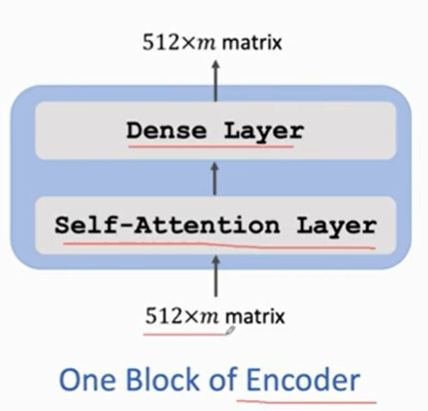 512×m matrix
Dense Layer
Self-Attention Layer
512×m matrix
One Block of Encoder